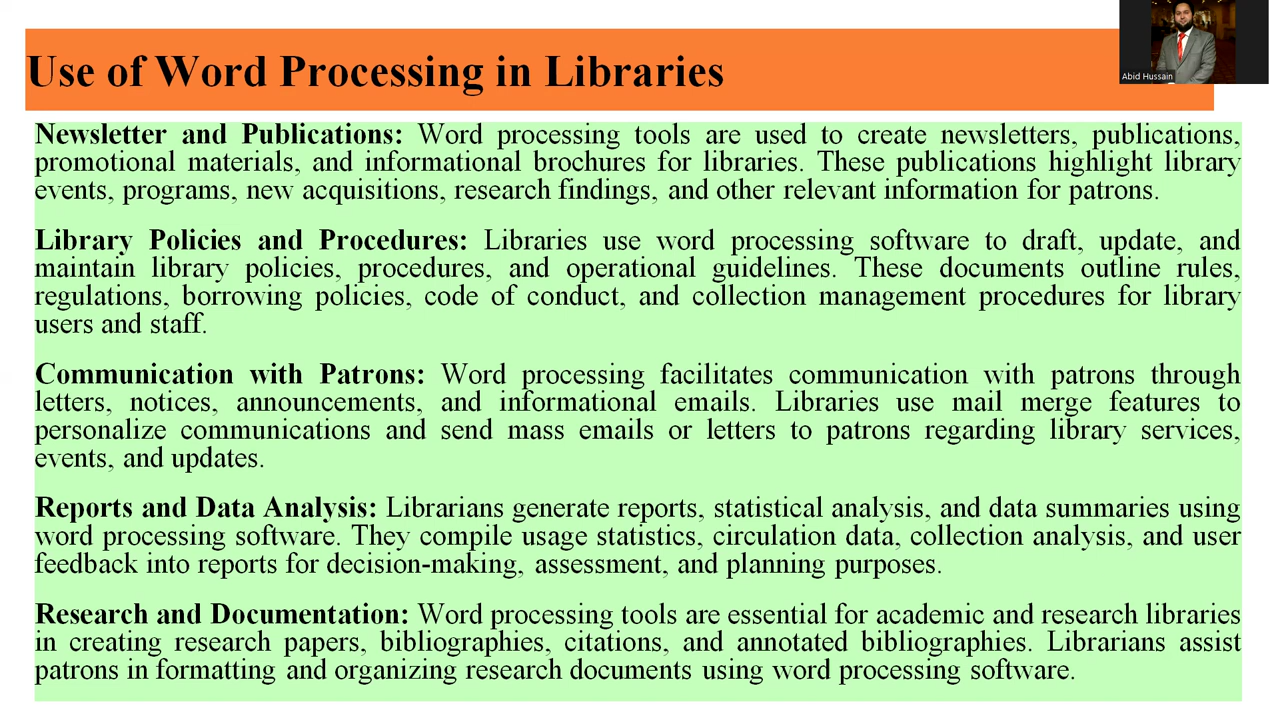 Use of Word Processing in Libraries
Abid Hussain
Newsletter and Publications: Word processing tools are used to create newsletters, publications,
promotional materials, and informational brochures for libraries. These publications highlight library
events, programs, new acquisitions, research findings, and other relevant information for patrons.
Library Policies and Procedures: Libraries use word processing software to draft, update, and
maintain library policies, procedures, and operational guidelines. These documents outline rules,
regulations, borrowing policies, code of conduct, and collection management procedures for library
users and staff.
Communication with Patrons: Word processing facilitates communication with patrons through
letters, notices, announcements, and informational emails. Libraries use mail merge features to
personalize communications and send mass emails or letters to patrons regarding library services,
events, and updates.
Reports and Data Analysis: Librarians generate reports, statistical analysis, and data summaries using
word processing software. They compile usage statistics, circulation data, collection analysis, and user
feedback into reports for decision-making, assessment, and planning purposes.
Research and Documentation: Word processing tools are essential for academic and research libraries
in creating research papers, bibliographies, citations, and annotated bibliographies. Librarians assist
patrons in formatting and organizing research documents using word processing software.